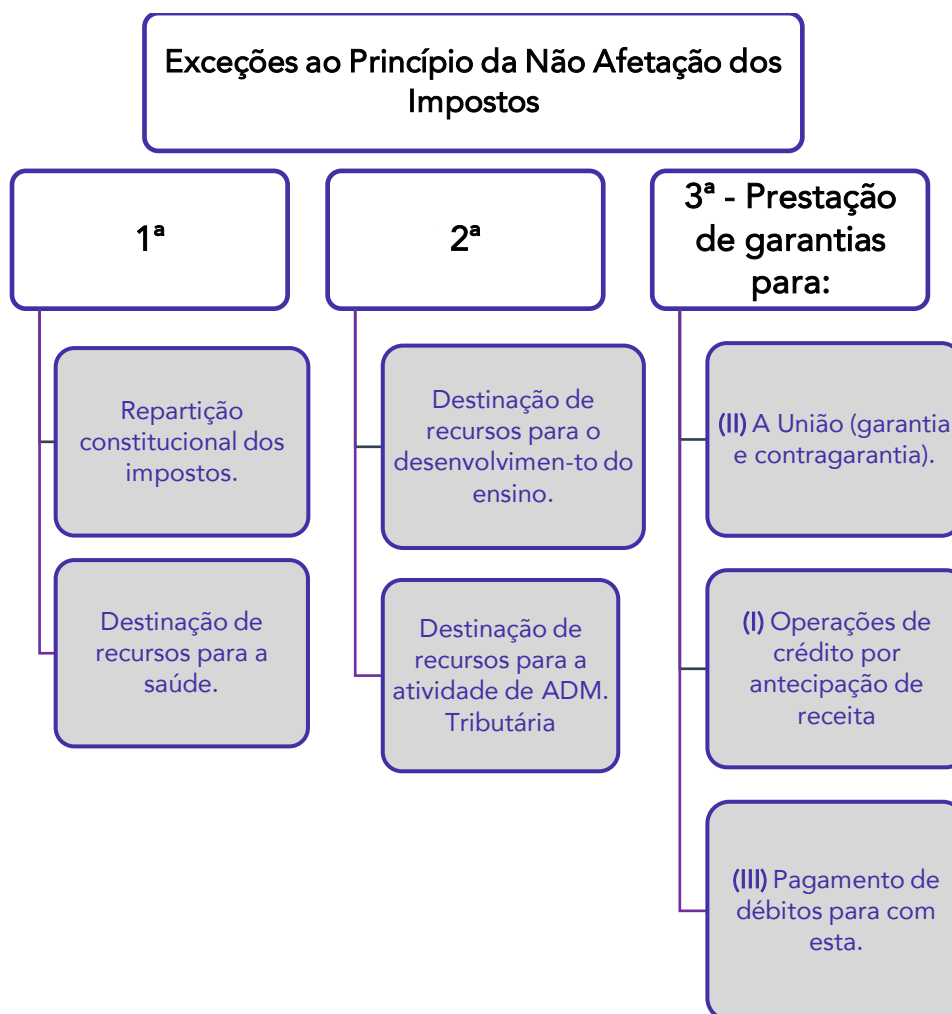 Exceções ao Princípio da Não Afetação dos
Impostos
1ª
Repartição
constitucional dos
impostos.
Destinação de
recursos para a
saúde.
2ª
Destinação de
recursos para o
desenvolvimen-to do
ensino.
Destinação de
recursos para a
atividade de ADM.
Tributária
3ª - Prestação
de garantias
para:
(II) A União (garantia
e contragarantia).
(I) Operações de
crédito por
antecipação de
receita
(III) Pagamento de
débitos para com
esta.